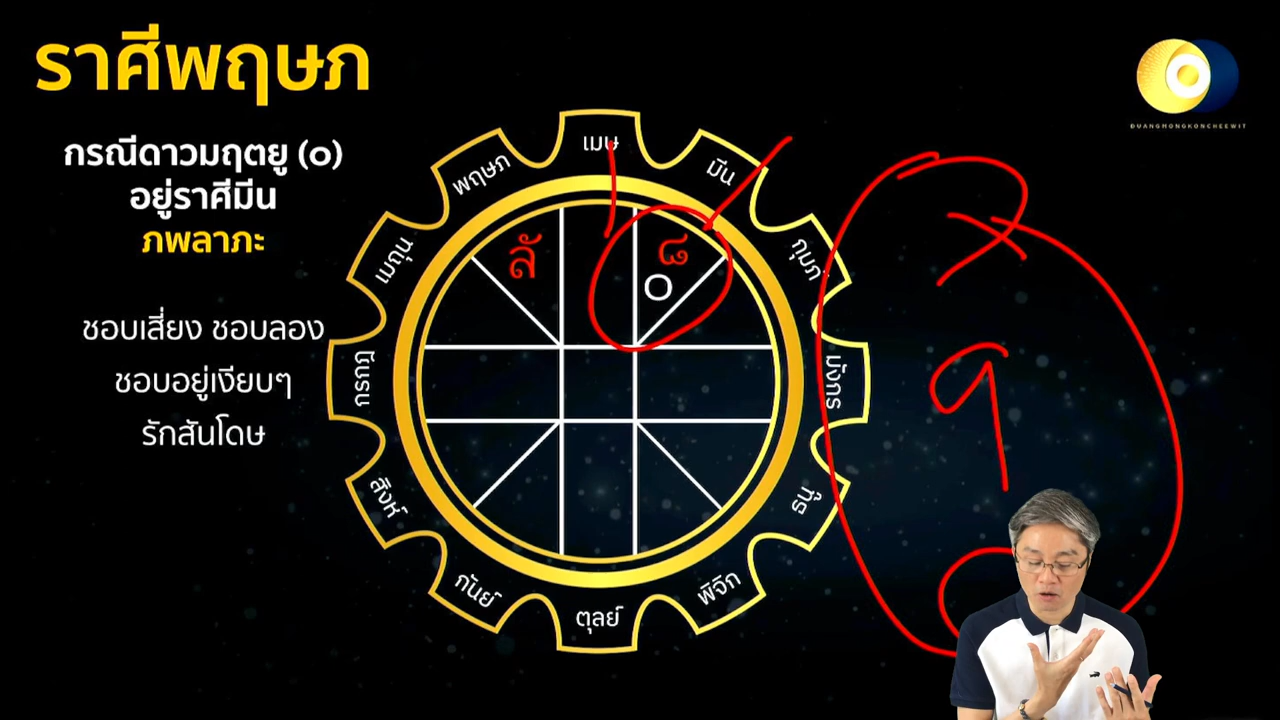 ราศีพฤษภ
กรณีดาวมฤตยู (๐)
อยู่ราศีมีน
ภพลาภะ
ชอบเสี่ยง ชอบลอง
ชอบอยู่เงียบๆ
รักสันโดษ
เมษ
พฤษภ
มีน
เมถุน
กุมภ์
กรกฎ
มังกร
สิงห์
ธนู
กันย์
พิจิก
ตุลย์
ลั
๘
๐
DUANGMONGKONCHEEWIT